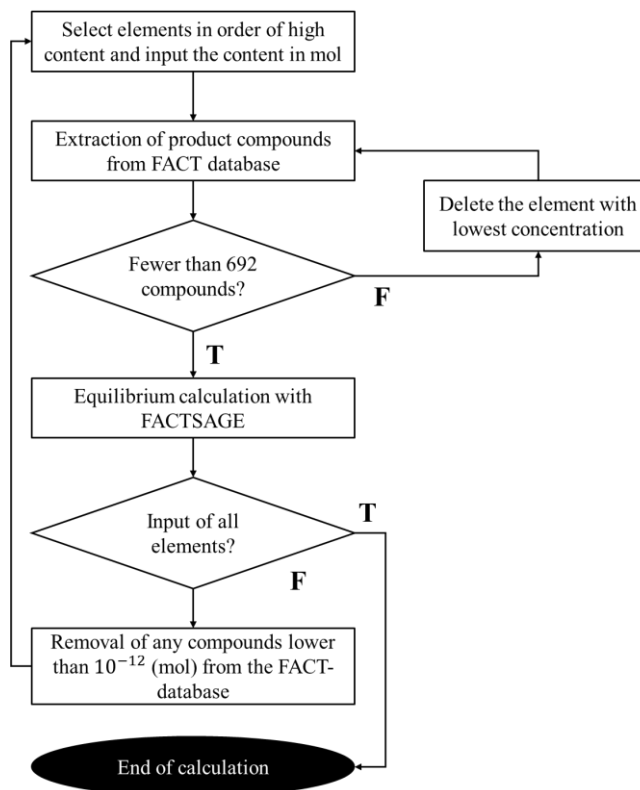 Select elements in order of high
content and input the content in mol
Extraction of product compounds
from FACT database
Delete the element with
lowest concentration
Fewer than 692
compounds?
F
T
Equilibrium calculation with
FACTSAGE
Input of all
elements?
T
F
Removal of any compounds lower
than 10⁻¹² (mol) from the FACT-
database
End of calculation